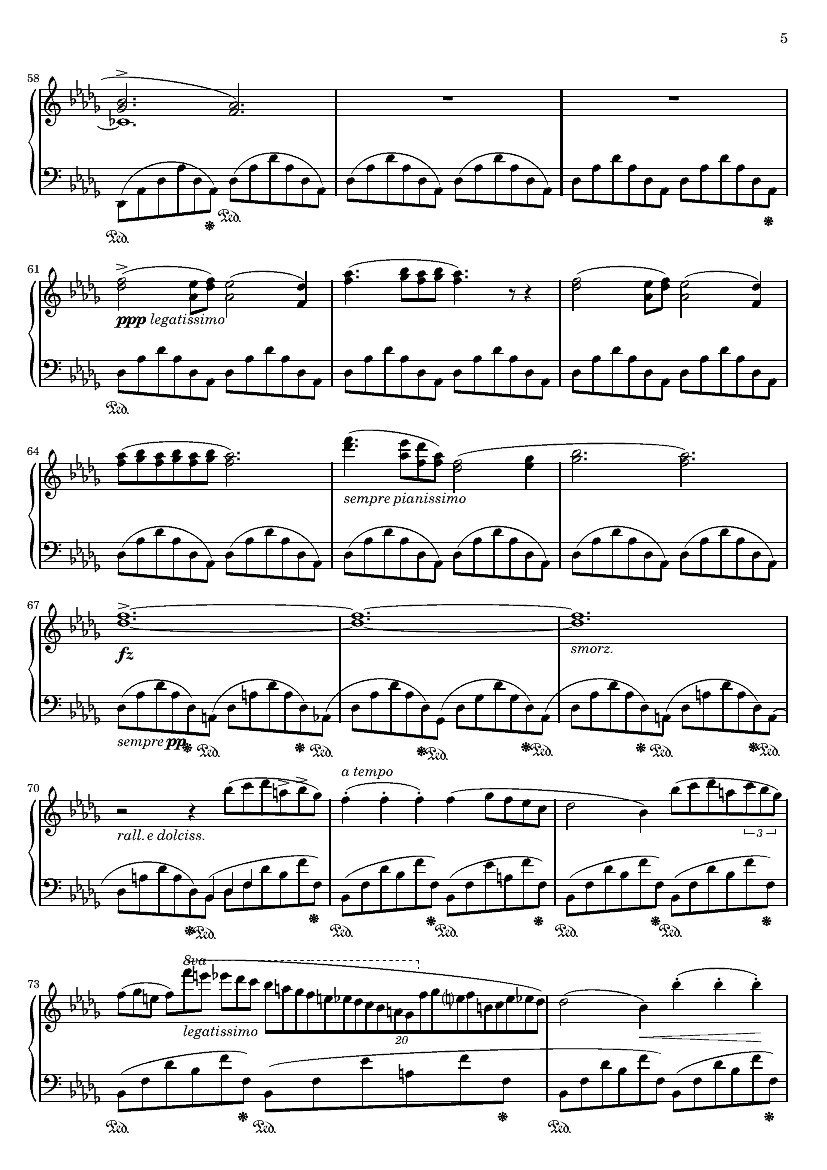 5
58
61
ppp legatissimo
64
sempre pianissimo
67
fz
smorz.
sempre pp
70
a tempo
rall. e dolciss.
3
73
8va
legatissimo
20